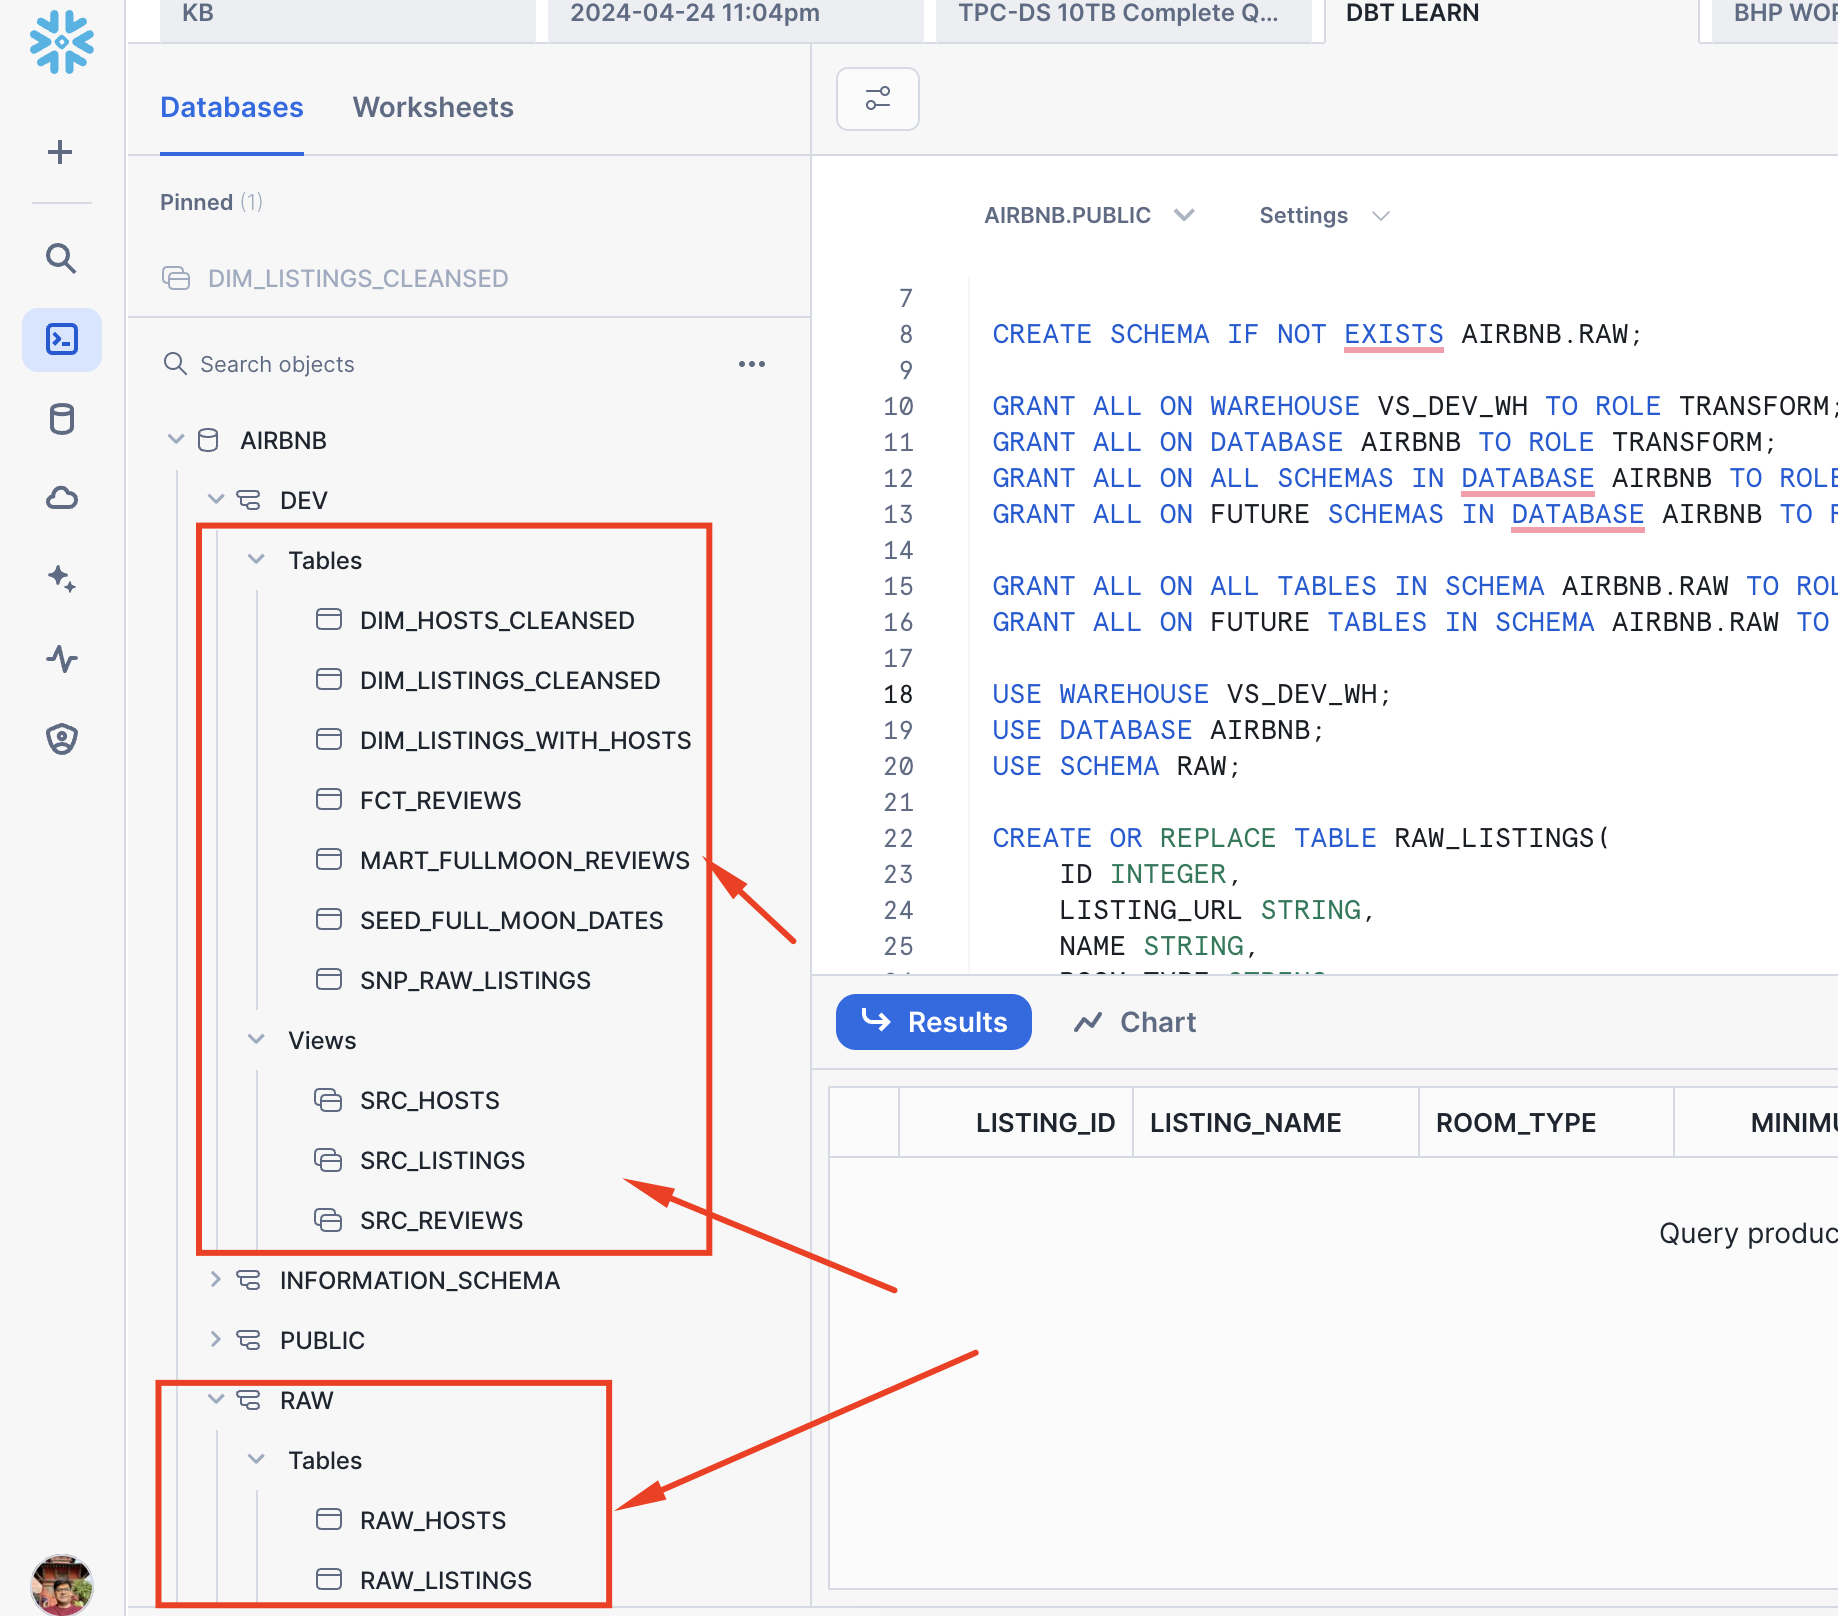 KB
2024-04-24 11:04pm
TPC-DS 10TB Complete Q...
DBT LEARN
BHP WOR
Databases
Worksheets
Pinned (1)
DIM_LISTINGS_CLEANSED
Search objects
AIRBNB
DEV
Tables
DIM_HOSTS_CLEANSED
DIM_LISTINGS_CLEANSED
DIM_LISTINGS_WITH_HOSTS
FCT_REVIEWS
MART_FULLMOON_REVIEWS
SEED_FULL_MOON_DATES
SNP_RAW_LISTINGS
Views
SRC_HOSTS
SRC_LISTINGS
SRC_REVIEWS
INFORMATION_SCHEMA
PUBLIC
RAW
Tables
RAW_HOSTS
RAW_LISTINGS
AIRBNB.PUBLIC
Settings
7
8 CREATE SCHEMA IF NOT EXISTS AIRBNB.RAW;
9
10 GRANT ALL ON WAREHOUSE VS_DEV_WH TO ROLE TRANSFORM;
11 GRANT ALL ON DATABASE AIRBNB TO ROLE TRANSFORM;
12 GRANT ALL ON ALL SCHEMAS IN DATABASE AIRBNB TO ROLE
13 GRANT ALL ON FUTURE SCHEMAS IN DATABASE AIRBNB TO R
14
15 GRANT ALL ON ALL TABLES IN SCHEMA AIRBNB.RAW TO ROL
16 GRANT ALL ON FUTURE TABLES IN SCHEMA AIRBNB.RAW TO
17
18 USE WAREHOUSE VS_DEV_WH;
19 USE DATABASE AIRBNB;
20 USE SCHEMA RAW;
21
22 CREATE OR REPLACE TABLE RAW_LISTINGS(
23 ID INTEGER,
24 LISTING_URL STRING,
25 NAME STRING,
Results
Chart
LISTING_ID LISTING_NAME ROOM_TYPE MINIMU
Query produc